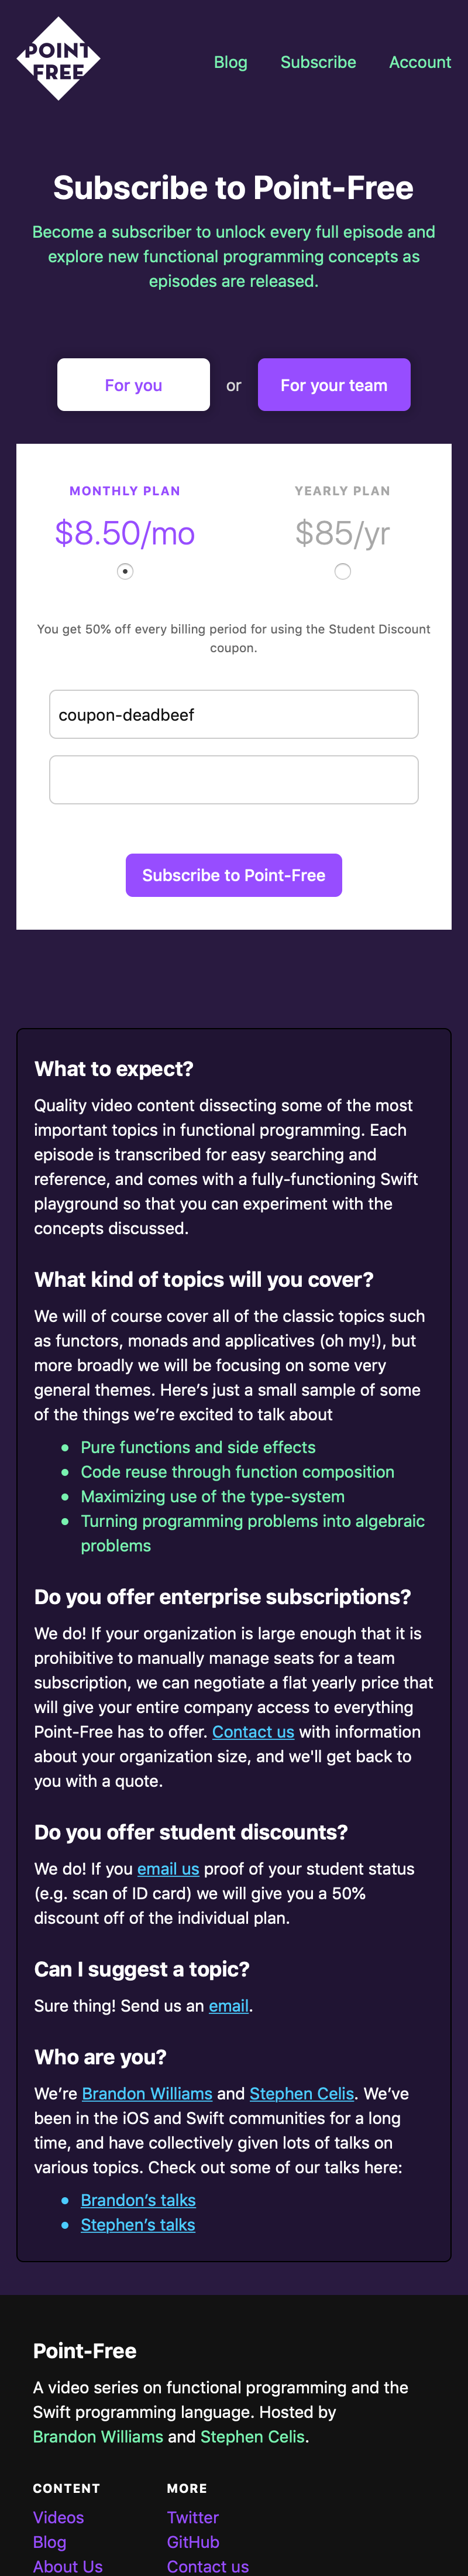 POINT
FREE
Blog Subscribe Account
Subscribe to Point-Free
Become a subscriber to unlock every full episode and
explore new functional programming concepts as
episodes are released.
For you or For your team
MONTHLY PLAN YEARLY PLAN
$8.50/mo $85/yr
You get 50% off every billing period for using the Student Discount
coupon.
coupon-deadbeef
Subscribe to Point-Free
What to expect?
Quality video content dissecting some of the most
important topics in functional programming. Each
episode is transcribed for easy searching and
reference, and comes with a fully-functioning Swift
playground so that you can experiment with the
concepts discussed.
What kind of topics will you cover?
We will of course cover all of the classic topics such
as functors, monads and applicatives (oh my!), but
more broadly we will be focusing on some very
general themes. Here’s just a small sample of some
of the things we’re excited to talk about
● Pure functions and side effects
● Code reuse through function composition
● Maximizing use of the type-system
● Turning programming problems into algebraic
problems
Do you offer enterprise subscriptions?
We do! If your organization is large enough that it is
prohibitive to manually manage seats for a team
subscription, we can negotiate a flat yearly price that
will give your entire company access to everything
Point-Free has to offer. Contact us with information
about your organization size, and we'll get back to
you with a quote.
Do you offer student discounts?
We do! If you email us proof of your student status
(e.g. scan of ID card) we will give you a 50%
discount off of the individual plan.
Can I suggest a topic?
Sure thing! Send us an email.
Who are you?
We’re Brandon Williams and Stephen Celis. We’ve
been in the iOS and Swift communities for a long
time, and have collectively given lots of talks on
various topics. Check out some of our talks here:
● Brandon’s talks
● Stephen’s talks
Point-Free
A video series on functional programming and the
Swift programming language. Hosted by
Brandon Williams and Stephen Celis.
CONTENT MORE
Videos Twitter
Blog GitHub
About Us Contact us